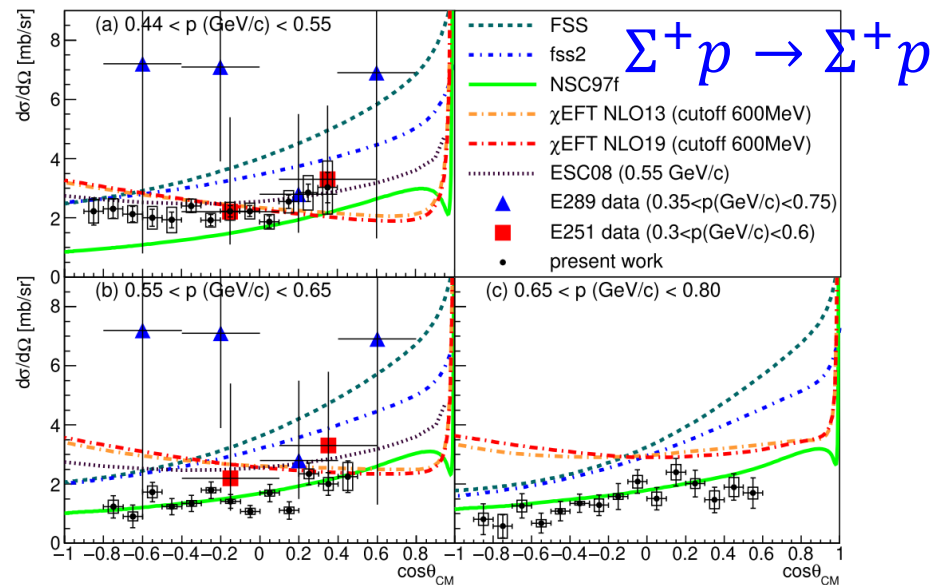 (a) 0.44 < p (GeV/c) < 0.55
dσ/dΩ [mb/sr]
8
6
4
2
0
FSS
fss2
NSC97f
χEFT NLO13 (cutoff 600MeV)
χEFT NLO19 (cutoff 600MeV)
ESC08 (0.55 GeV/c)
E289 data (0.35<p(GeV/c)<0.75)
E251 data (0.3<p(GeV/c)<0.6)
present work
Σ⁺p → Σ⁺p
(b) 0.55 < p (GeV/c) < 0.65
dσ/dΩ [mb/sr]
8
6
4
2
0
-1 -0.8 -0.6 -0.4 -0.2 0 0.2 0.4 0.6 0.8
cosθCM
(c) 0.65 < p (GeV/c) < 0.80
-1 -0.8 -0.6 -0.4 -0.2 0 0.2 0.4 0.6 0.8 1
cosθCM